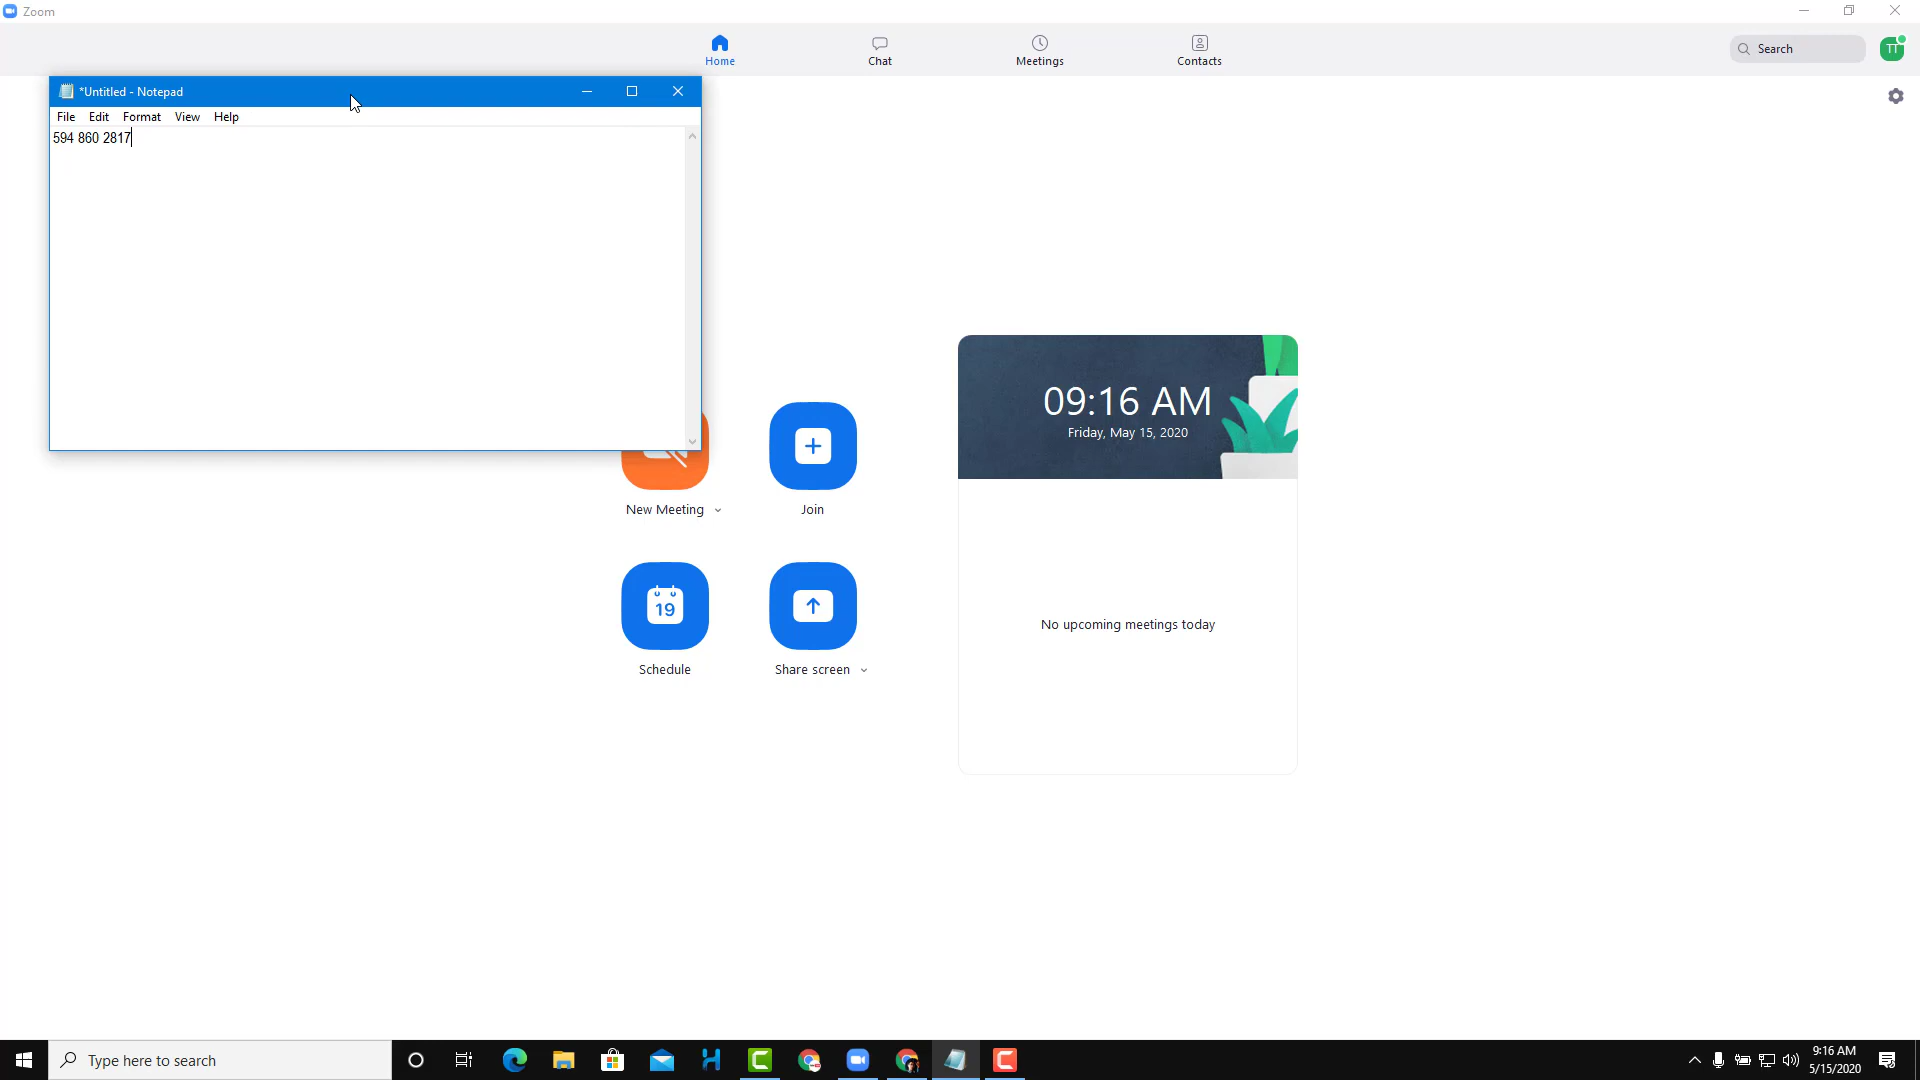 Zoom
Home
Chat
Meetings
Contacts
Search
TT
*Untitled - Notepad
File Edit Format View Help
594 860 2817
09:16 AM
Friday, May 15, 2020
New Meeting
Join
19
No upcoming meetings today
Schedule
Share screen
Type here to search
9:16 AM
5/15/2020